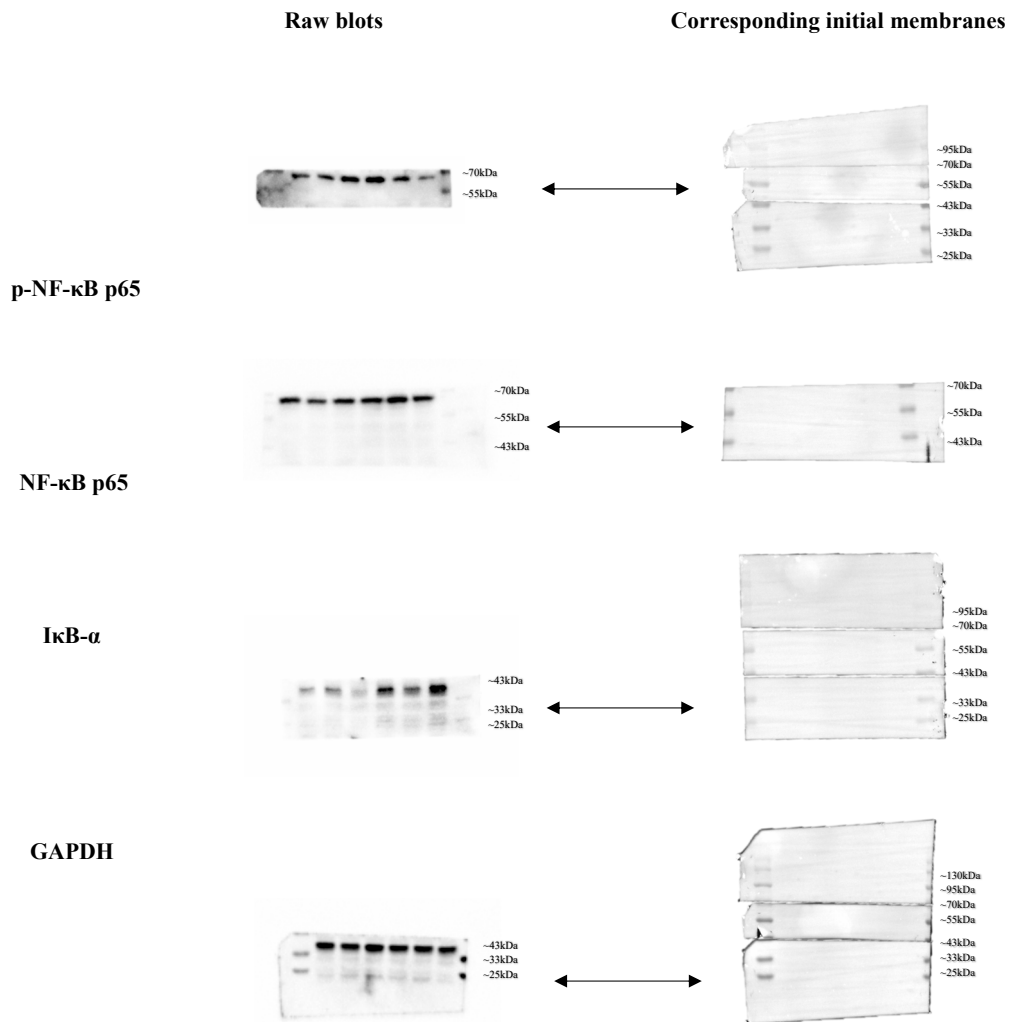 Raw blots
Corresponding initial membranes
~70kDa
~55kDa
~95kDa
~70kDa
~55kDa
~43kDa
~33kDa
~25kDa
p-NF-κB p65
~70kDa
~55kDa
~43kDa
~70kDa
~55kDa
~43kDa
NF-κB p65
IκB-α
~43kDa
~33kDa
~25kDa
~95kDa
~70kDa
~55kDa
~43kDa
~33kDa
~25kDa
GAPDH
~43kDa
~33kDa
~25kDa
~130kDa
~95kDa
~70kDa
~55kDa
~43kDa
~33kDa
~25kDa